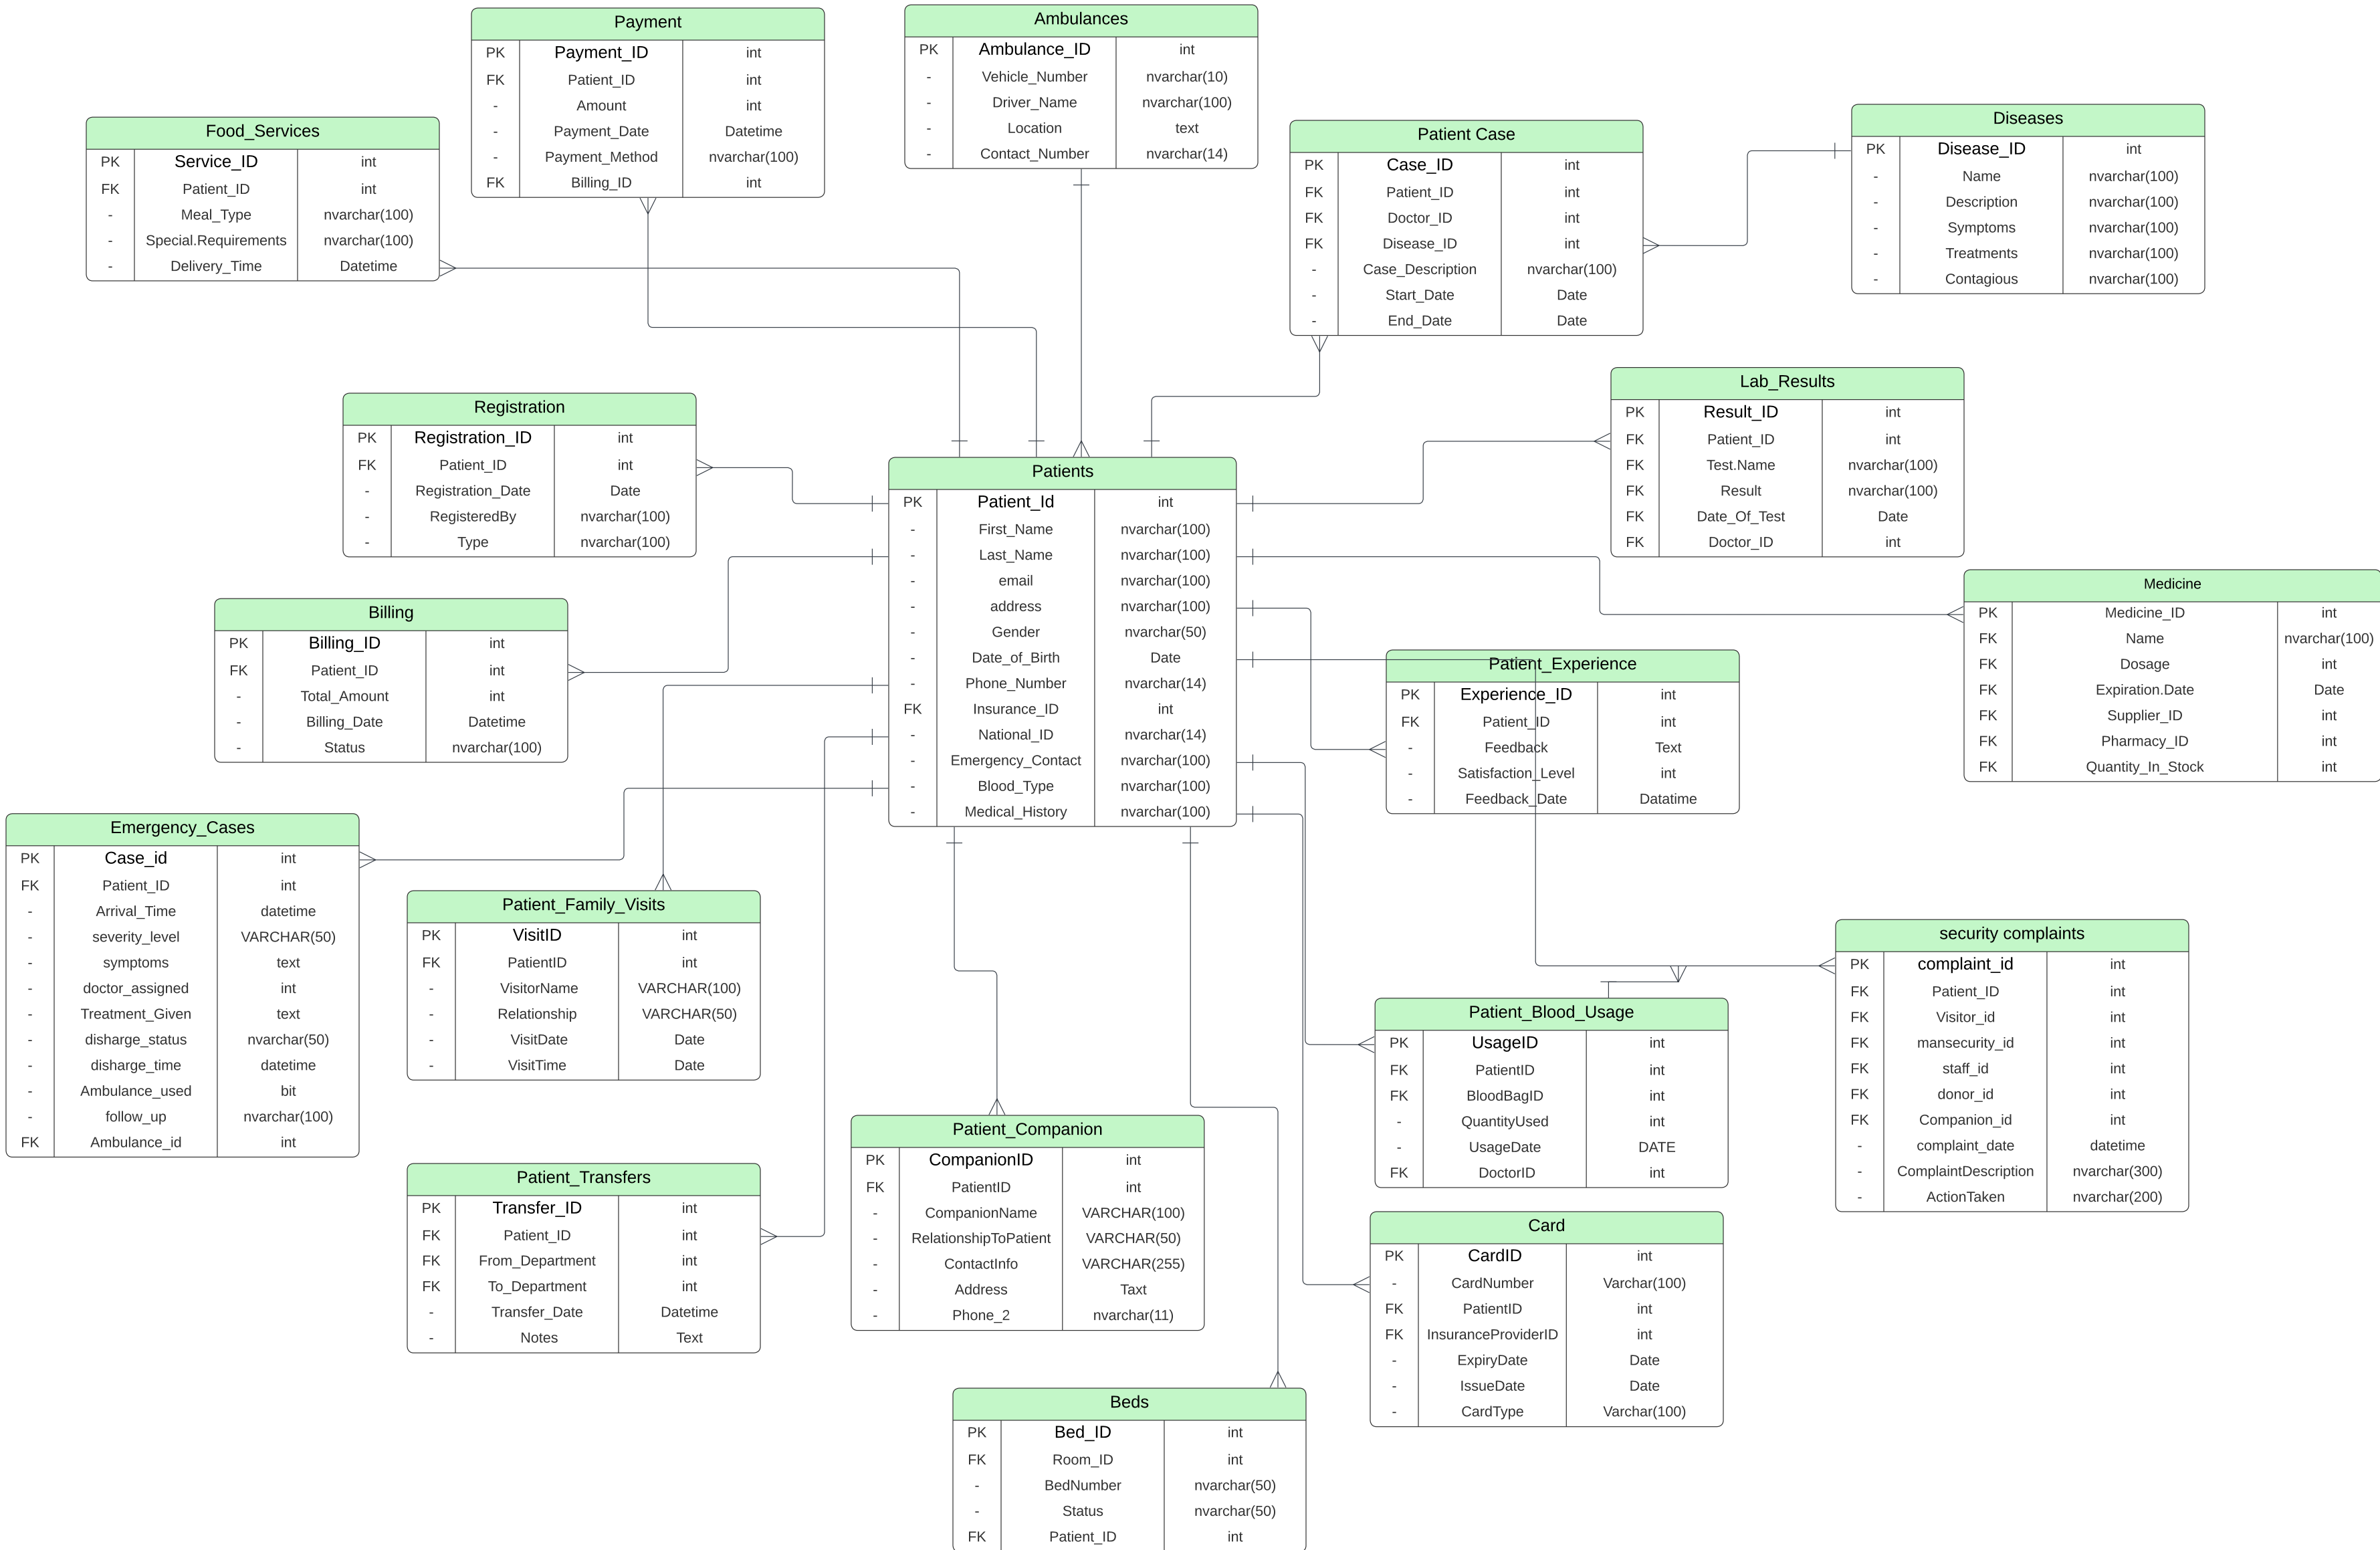 Payment
PK Payment_ID int
FK Patient_ID int
- Amount int
- Payment_Date Datetime
- Payment_Method nvarchar(100)
FK Billing_ID int
Ambulances
PK Ambulance_ID int
- Vehicle_Number nvarchar(10)
- Driver_Name nvarchar(100)
- Location text
- Contact_Number nvarchar(14)
Food_Services
PK Service_ID int
FK Patient_ID int
- Meal_Type nvarchar(100)
- Special.Requirements nvarchar(100)
- Delivery_Time Datetime
Patient Case
PK Case_ID int
FK Patient_ID int
FK Doctor_ID int
FK Disease_ID int
- Case_Description nvarchar(100)
- Start_Date Date
- End_Date Date
Diseases
PK Disease_ID int
- Name nvarchar(100)
- Description nvarchar(100)
- Symptoms nvarchar(100)
- Treatments nvarchar(100)
- Contagious nvarchar(100)
Registration
PK Registration_ID int
FK Patient_ID int
- Registration_Date Date
- RegisteredBy nvarchar(100)
- Type nvarchar(100)
Patients
PK Patient_Id int
- First_Name nvarchar(100)
- Last_Name nvarchar(100)
- email nvarchar(100)
- address nvarchar(100)
- Gender nvarchar(50)
- Date_of_Birth Date
- Phone_Number nvarchar(14)
FK Insurance_ID int
- National_ID nvarchar(14)
- Emergency_Contact nvarchar(100)
- Blood_Type nvarchar(100)
- Medical_History nvarchar(100)
Lab_Results
PK Result_ID int
FK Patient_ID int
FK Test.Name nvarchar(100)
FK Result nvarchar(100)
FK Date_Of_Test Date
FK Doctor_ID int
Medicine
PK Medicine_ID int
FK Name nvarchar(100)
FK Dosage int
FK Expiration.Date Date
FK Supplier_ID int
FK Pharmacy_ID int
FK Quantity_In_Stock int
Billing
PK Billing_ID int
FK Patient_ID int
- Total_Amount int
- Billing_Date Datetime
- Status nvarchar(100)
Patient_Experience
PK Experience_ID int
FK Patient_ID int
- Feedback Text
- Satisfaction_Level int
- Feedback_Date Datatime
Emergency_Cases
PK Case_id int
FK Patient_ID int
- Arrival_Time datetime
- severity_level VARCHAR(50)
- symptoms text
- doctor_assigned int
- Treatment_Given text
- disharge_status nvarchar(50)
- disharge_time datetime
- Ambulance_used bit
- follow_up nvarchar(100)
FK Ambulance_id int
Patient_Family_Visits
PK VisitID int
FK PatientID int
- VisitorName VARCHAR(100)
- Relationship VARCHAR(50)
- VisitDate Date
- VisitTime Date
security complaints
PK complaint_id int
FK Patient_ID int
FK Visitor_id int
FK mansecurity_id int
FK staff_id int
FK donor_id int
FK Companion_id int
- complaint_date datetime
- ComplaintDescription nvarchar(300)
- ActionTaken nvarchar(200)
Patient_Blood_Usage
PK UsageID int
FK PatientID int
FK BloodBagID int
- QuantityUsed int
- UsageDate DATE
FK DoctorID int
Patient_Companion
PK CompanionID int
FK PatientID int
- CompanionName VARCHAR(100)
- RelationshipToPatient VARCHAR(50)
- ContactInfo VARCHAR(255)
- Address Taxt
- Phone_2 nvarchar(11)
Patient_Transfers
PK Transfer_ID int
FK Patient_ID int
FK From_Department int
FK To_Department int
- Transfer_Date Datetime
- Notes Text
Card
PK CardID int
- CardNumber Varchar(100)
FK PatientID int
FK InsuranceProviderID int
- ExpiryDate Date
- IssueDate Date
- CardType Varchar(100)
Beds
PK Bed_ID int
FK Room_ID int
- BedNumber nvarchar(50)
- Status nvarchar(50)
FK Patient_ID int